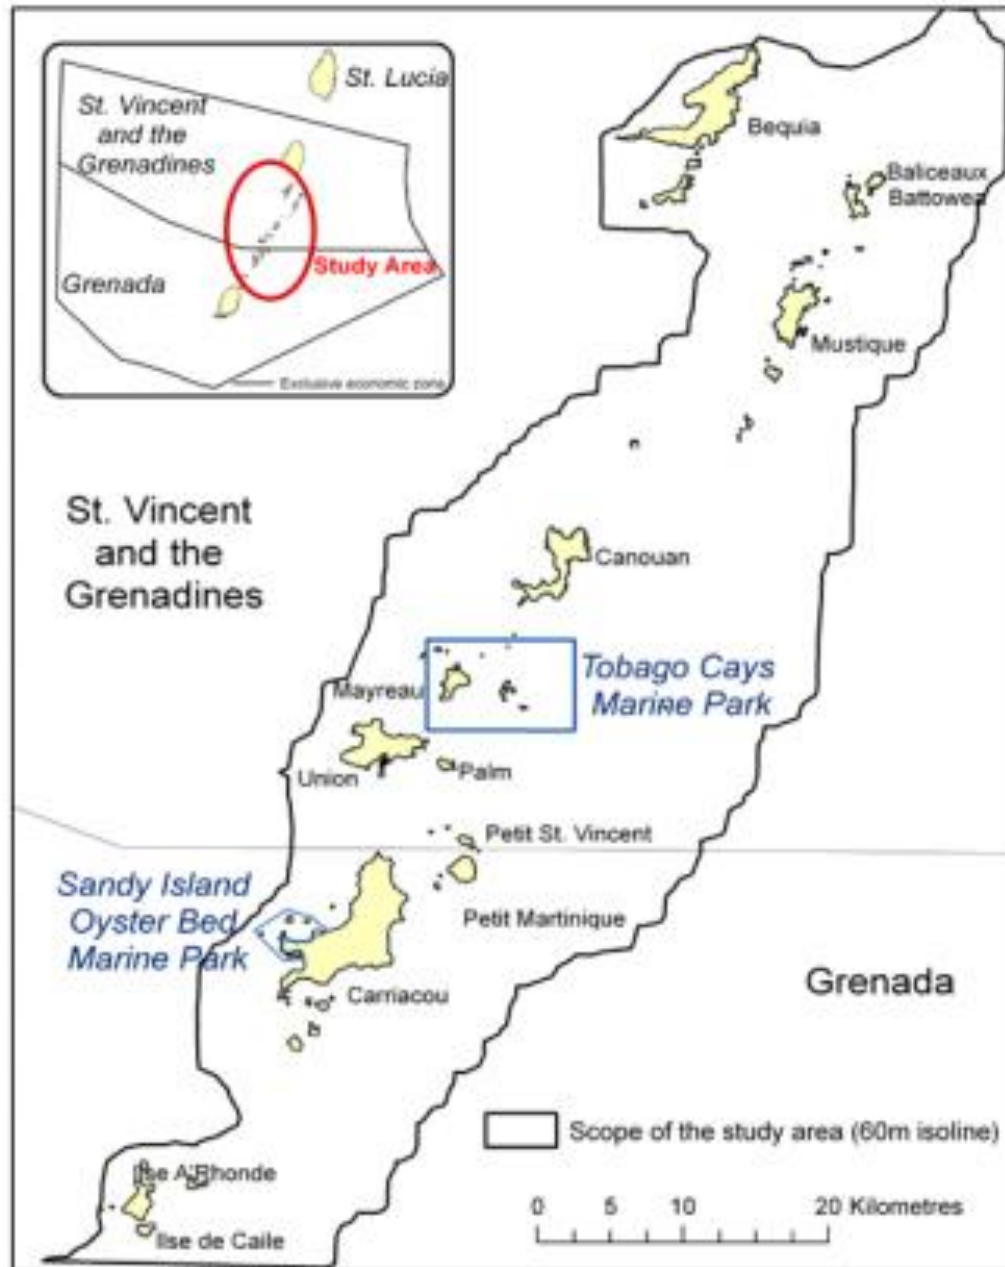 St. Lucia
St. Vincent
and the
Grenadines
Study Area
Grenada
Exclusive economic zone
Bequia
Baliceaux
Battowea
Mustique
St. Vincent
and the
Grenadines
Canouan
Tobago Cays
Marine Park
Mayreau
Union
Palm
Petit St. Vincent
Sandy Island
Oyster Bed
Marine Park
Petit Martinique
Carriacou
Grenada
Scope of the study area (60m isoline)
Ilse A'Rhonde
0 5 10 20 Kilometres
Ilse de Caile